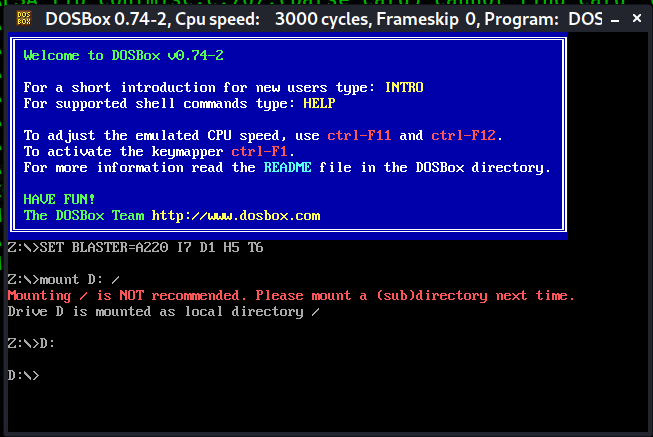 DOSBox 0.74-2, Cpu speed: 3000 cycles, Frameskip 0, Program: DOS
Welcome to DOSBox v0.74-2
For a short introduction for new users type: INTRO
For supported shell commands type: HELP
To adjust the emulated CPU speed, use ctrl-F11 and ctrl-F12.
To activate the keymapper ctrl-F1.
For more information read the README file in the DOSBox directory.
HAVE FUN!
The DOSBox Team http://www.dosbox.com
Z:\>SET BLASTER=A220 I7 D1 H5 T6
Z:\>mount D: /
Mounting / is NOT recommended. Please mount a (sub)directory next time.
Drive D is mounted as local directory /
Z:\>D:
D:\>